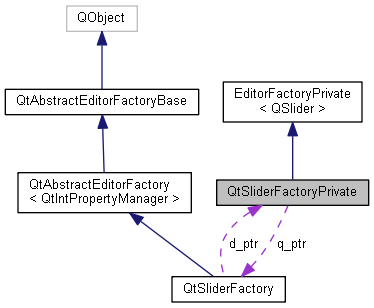 QObject
QtAbstractEditorFactoryBase
EditorFactoryPrivate
< QSlider >
QtAbstractEditorFactory
< QtIntPropertyManager >
QtSliderFactoryPrivate
d_ptr
q_ptr
QtSliderFactory